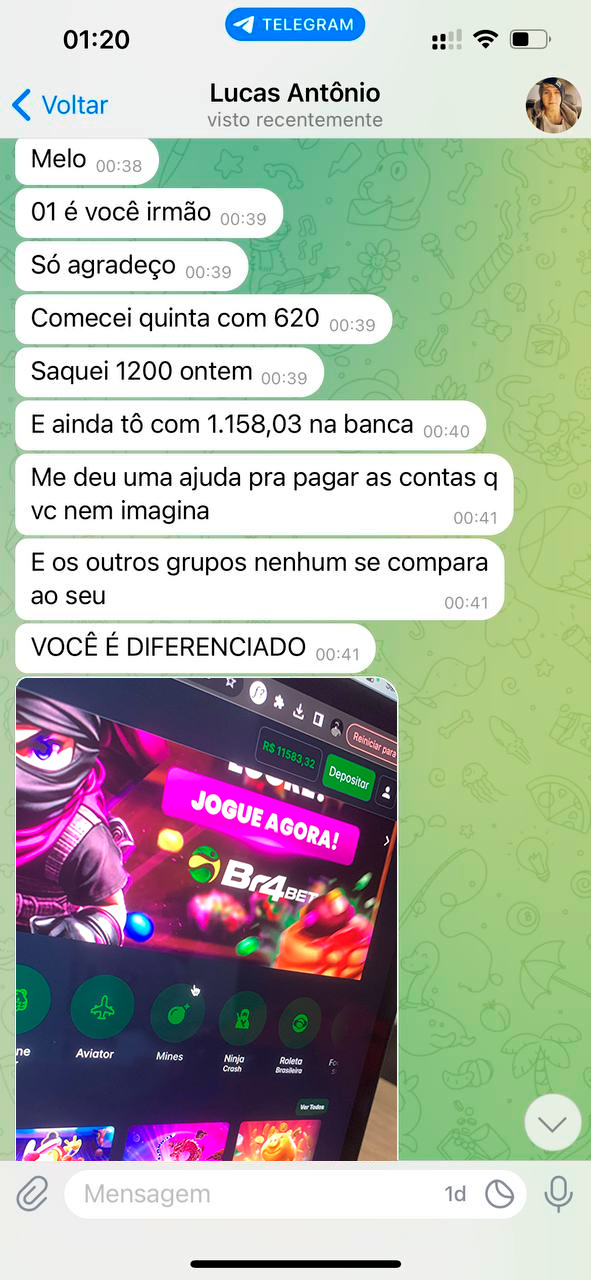 01:20
TELEGRAM
Voltar
Lucas Antônio
visto recentemente
Melo 00:38
01 é você irmão 00:39
Só agradeço 00:39
Comecei quinta com 620 00:39
Saquei 1200 ontem 00:39
E ainda tô com 1.158,03 na banca 00:40
Me deu uma ajuda pra pagar as contas q
vc nem imagina 00:41
E os outros grupos nenhum se compara
ao seu 00:41
VOCÊ É DIFERENCIADO 00:41
f?
Reiniciar para
R$ 11583,32
Depositar
JOGUE AGORA!
Br4BET
ne
Aviator
Mines
Ninja
Crash
Roleta
Brasileira
Ver Todos
Mensagem
1d